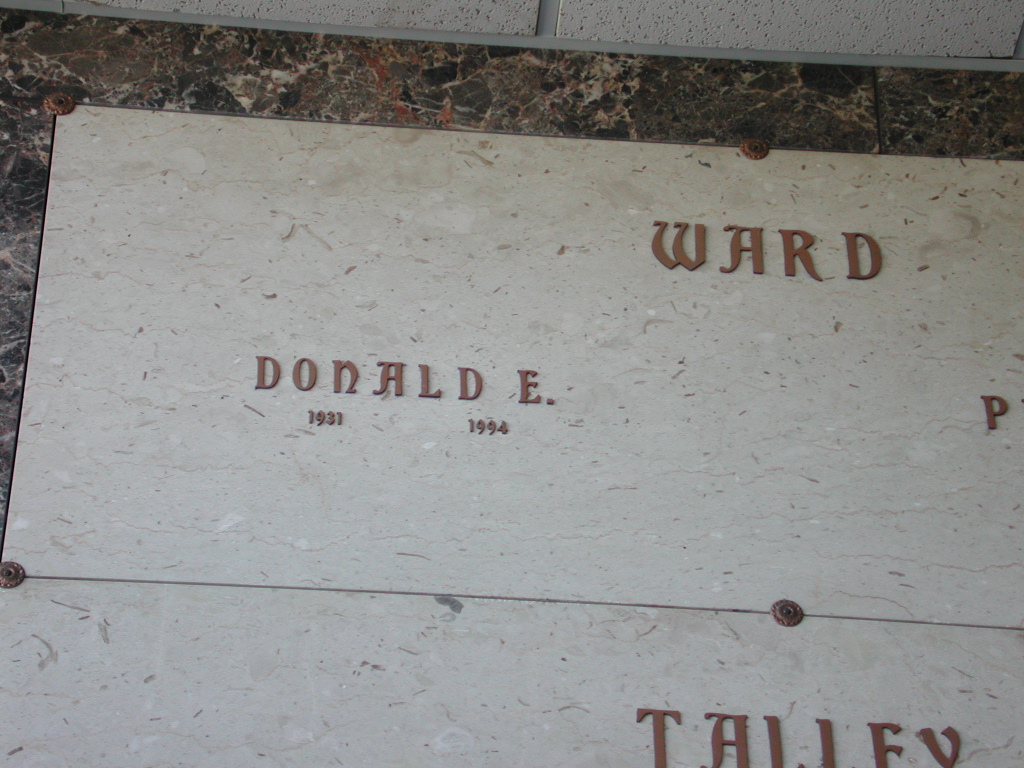 WARD
DONALD E.
1931 1994
TALLEY